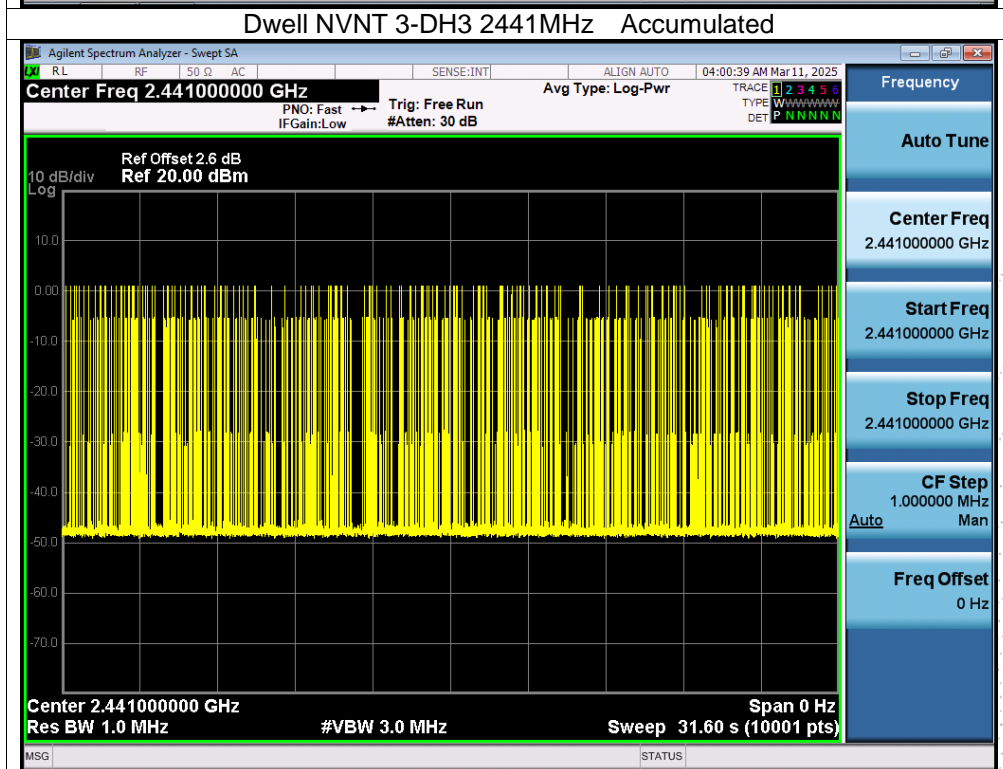 Dwell NVNT 3-DH3 2441MHz Accumulated
Agilent Spectrum Analyzer - Swept SA
LXI RL RF 50 Ω AC SENSE:INT ALIGN AUTO 04:00:39 AM Mar 11, 2025
Center Freq 2.441000000 GHz
PNO: Fast
IFGain:Low
Trig: Free Run
#Atten: 30 dB
Avg Type: Log-Pwr
TRACE 1 2 3 4 5 6
TYPE WWWWWWW
DET P N N N N N
Frequency
Auto Tune
Center Freq
2.441000000 GHz
Start Freq
2.441000000 GHz
Stop Freq
2.441000000 GHz
CF Step
1.000000 MHz
Auto Man
Freq Offset
0 Hz
Ref Offset 2.6 dB
10 dB/div Ref 20.00 dBm
Log
10.0
0.00
-10.0
-20.0
-30.0
-40.0
-50.0
-60.0
-70.0
Center 2.441000000 GHz Span 0 Hz
Res BW 1.0 MHz #VBW 3.0 MHz Sweep 31.60 s (10001 pts)
MSG STATUS